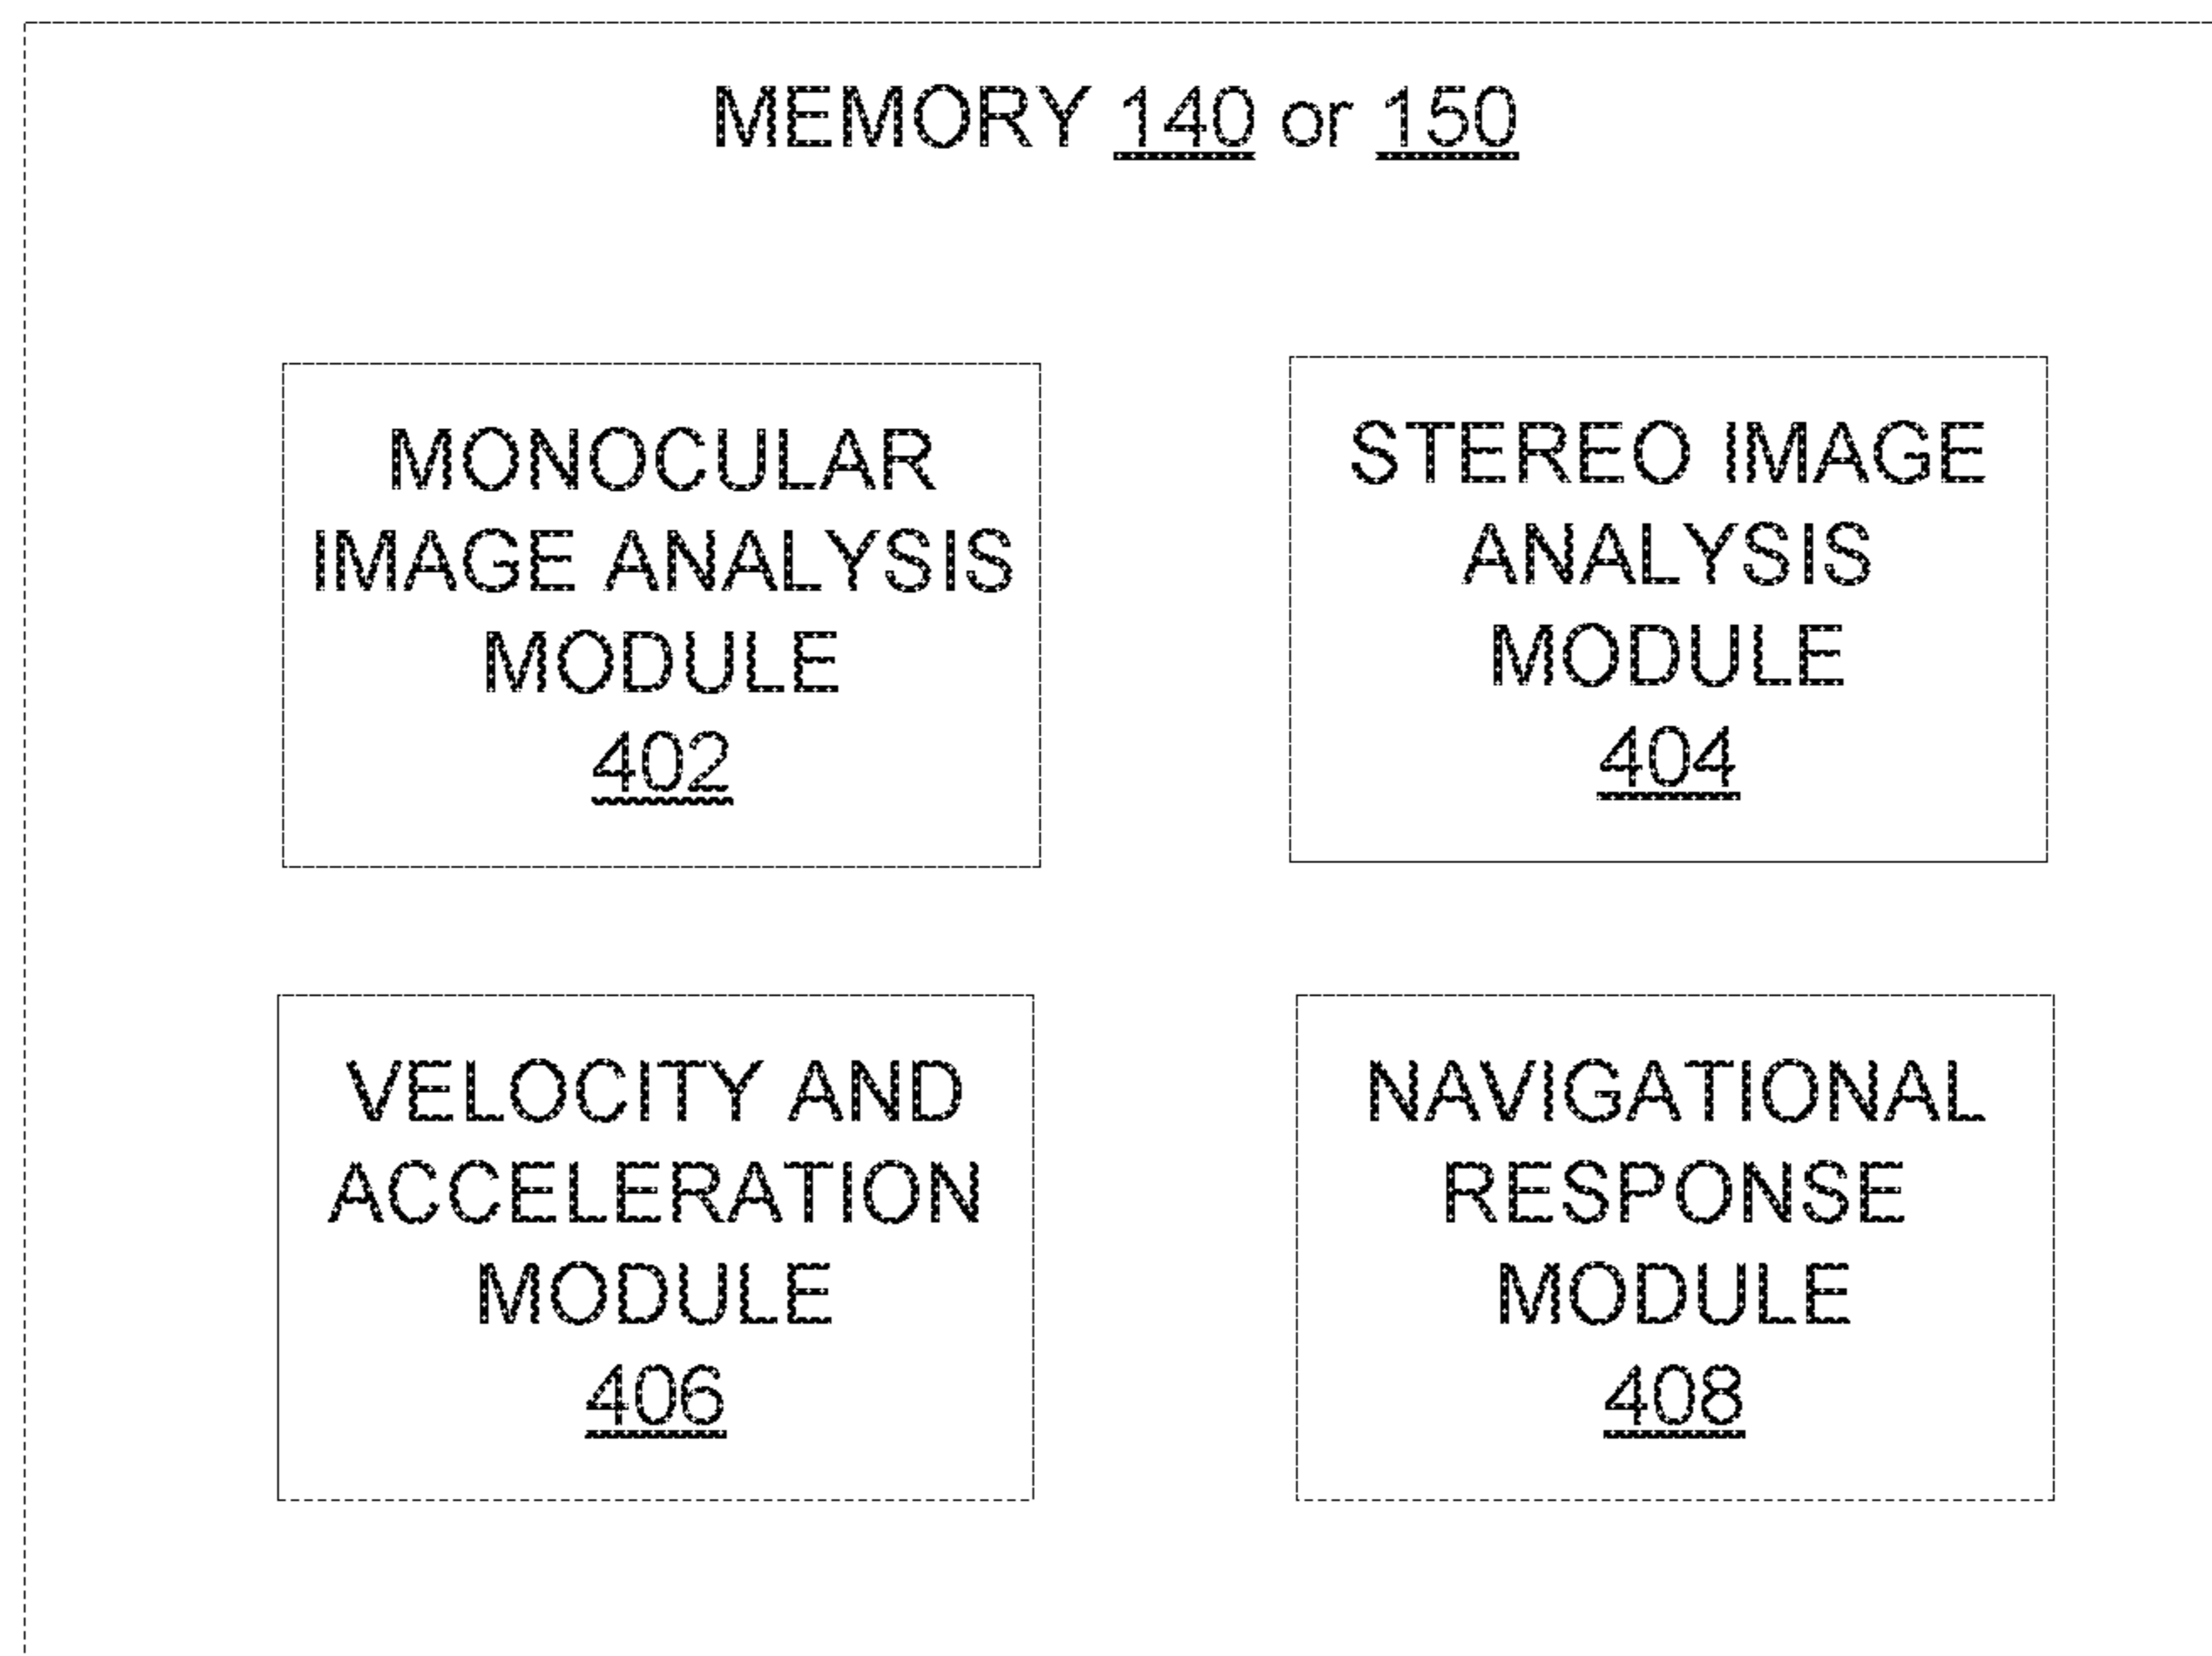 MEMORY 140 or 150
MONOCULAR
IMAGE ANALYSIS
MODULE
402
STEREO IMAGE
ANALYSIS
MODULE
404
VELOCITY AND
ACCELERATION
MODULE
406
NAVIGATIONAL
RESPONSE
MODULE
408